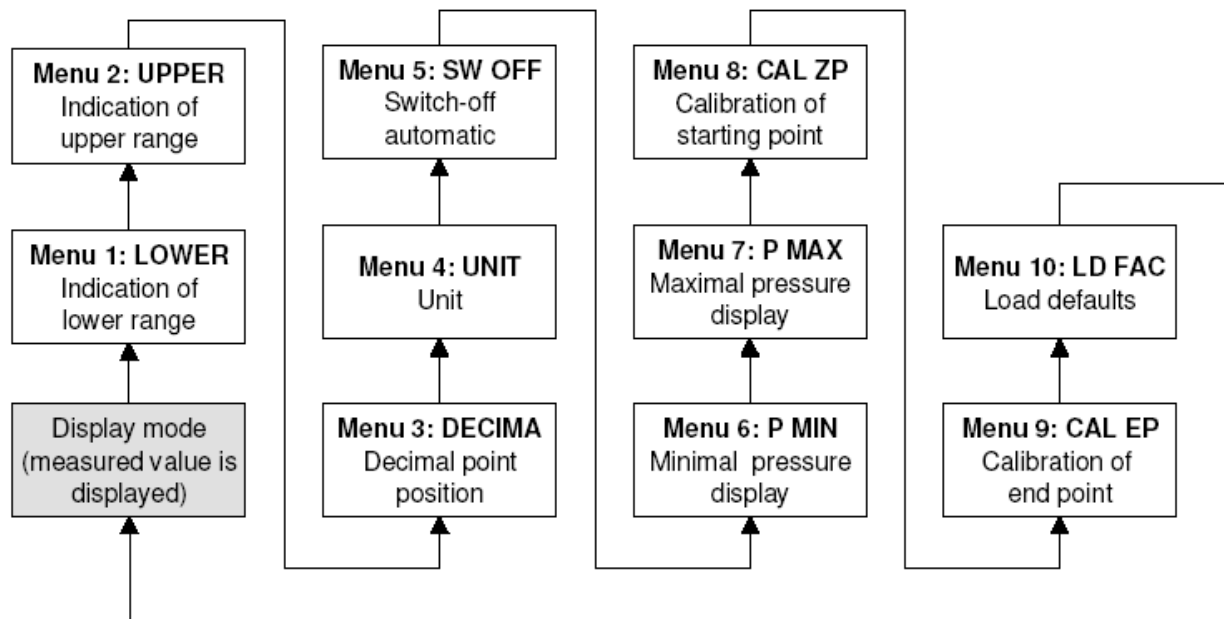 Menu 2: UPPER
Indication of
upper range
Menu 1: LOWER
Indication of
lower range
Display mode
(measured value is
displayed)
Menu 5: SW OFF
Switch-off
automatic
Menu 4: UNIT
Unit
Menu 3: DECIMA
Decimal point
position
Menu 8: CAL ZP
Calibration of
starting point
Menu 7: P MAX
Maximal pressure
display
Menu 6: P MIN
Minimal pressure
display
Menu 10: LD FAC
Load defaults
Menu 9: CAL EP
Calibration of
end point